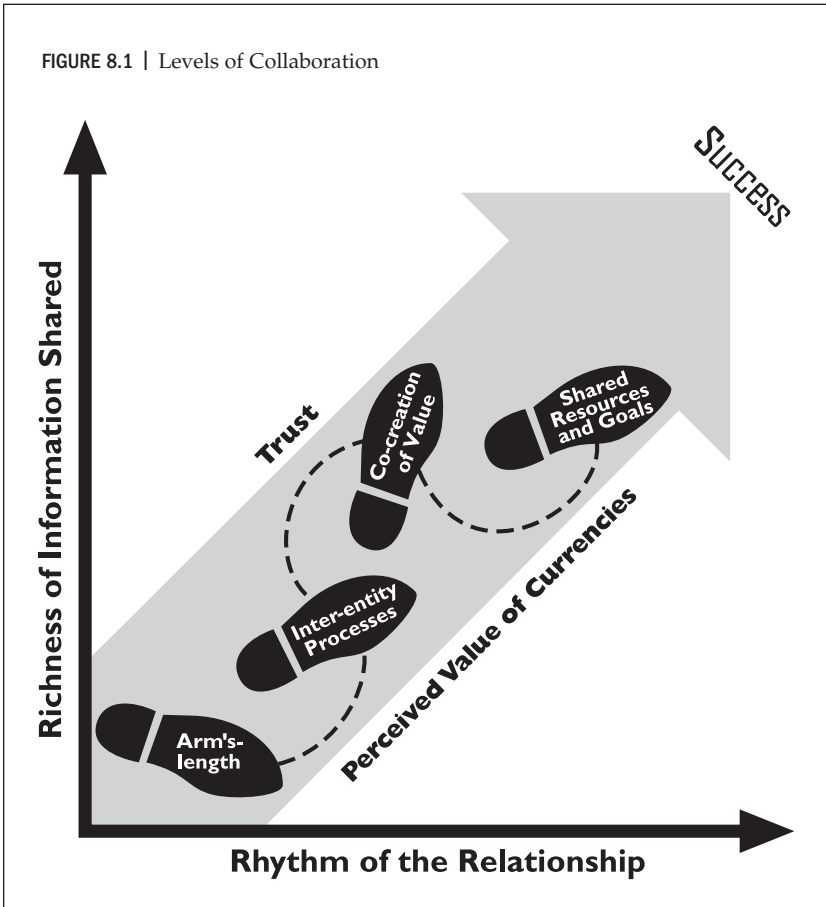 FIGURE 8.1 | Levels of Collaboration
Success
Richness of Information Shared
Trust
Co-creation
of Value
Shared
Resources
and Goals
Inter-entity
Processes
Arm's-
length
Perceived Value of Currencies
Rhythm of the Relationship